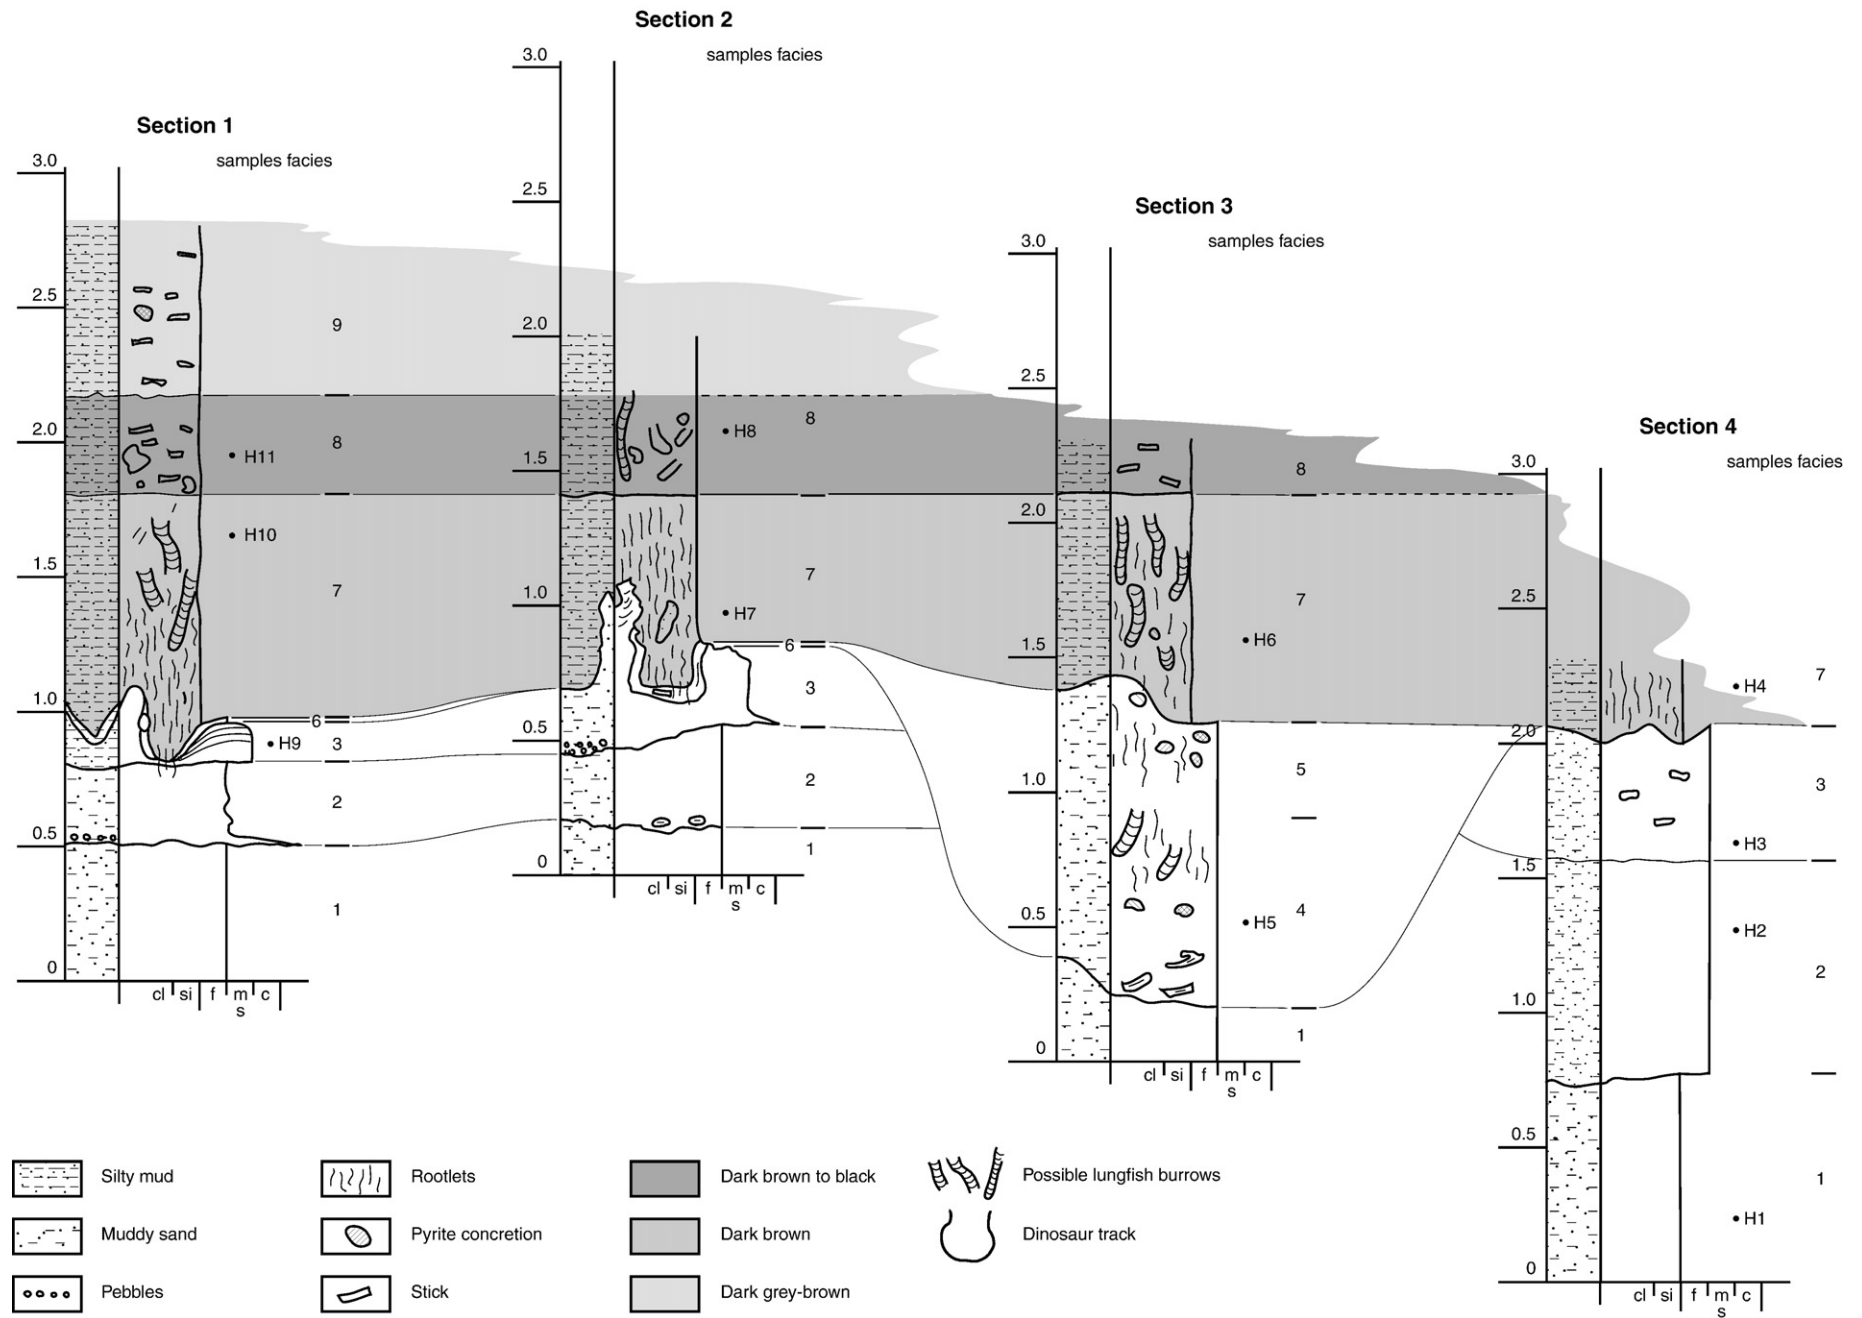 Section 1
samples facies
3.0
2.5
2.0
1.5
1.0
0.5
0
9
8
H11
H10
7
6
H9
3
2
1
cl si f m c
s
Section 2
samples facies
3.0
2.5
2.0
1.5
1.0
0.5
0
8
H8
7
H7
6
3
2
1
cl si f m c
s
Section 3
samples facies
3.0
2.5
2.0
1.5
1.0
0.5
0
8
7
H6
5
4
H5
1
cl si f m c
s
Section 4
samples facies
3.0
2.5
2.0
1.5
1.0
0.5
0
7
H4
3
H3
H2
2
1
H1
cl si f m c
s
Silty mud
Muddy sand
Pebbles
Rootlets
Pyrite concretion
Stick
Dark brown to black
Dark brown
Dark grey-brown
Possible lungfish burrows
Dinosaur track